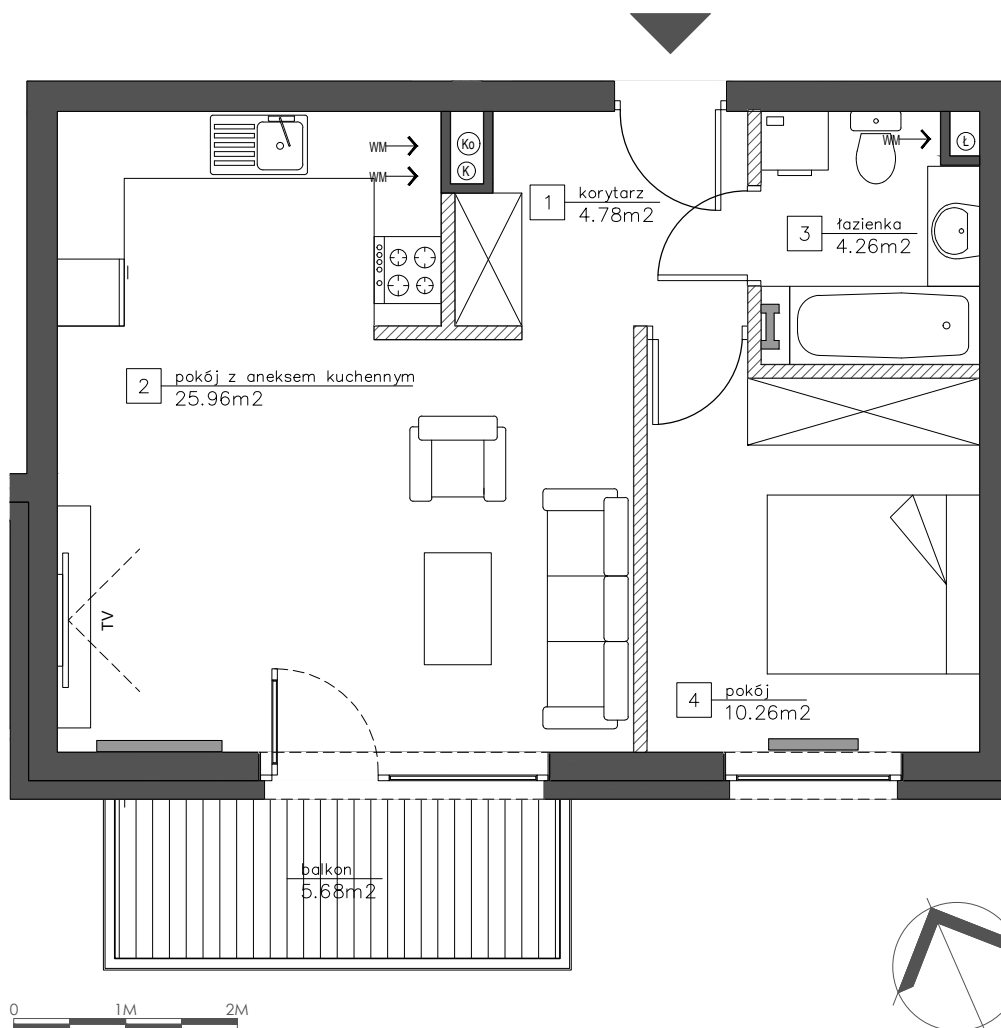 WM
WM
Ko
K
1
korytarz
4.78m2
WM
Ł
3
łazienka
4.26m2
2
pokój z aneksem kuchennym
25.96m2
TV
4
pokój
10.26m2
balkon
5.68m2
0 1M 2M